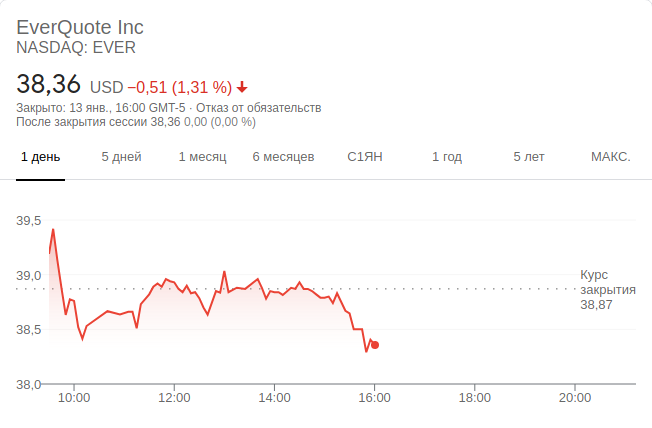 EverQuote Inc
NASDAQ: EVER
38,36 USD −0,51 (1,31 %)
Закрыто: 13 янв., 16:00 GMT-5 · Отказ от обязательств
После закрытия сессии 38,36 0,00 (0,00 %)
1 день 5 дней 1 месяц 6 месяцев С1ЯН 1 год 5 лет МАКС.
39,5
39,0
38,5
38,0
Курс
закрытия
38,87
10:00 12:00 14:00 16:00 18:00 20:00